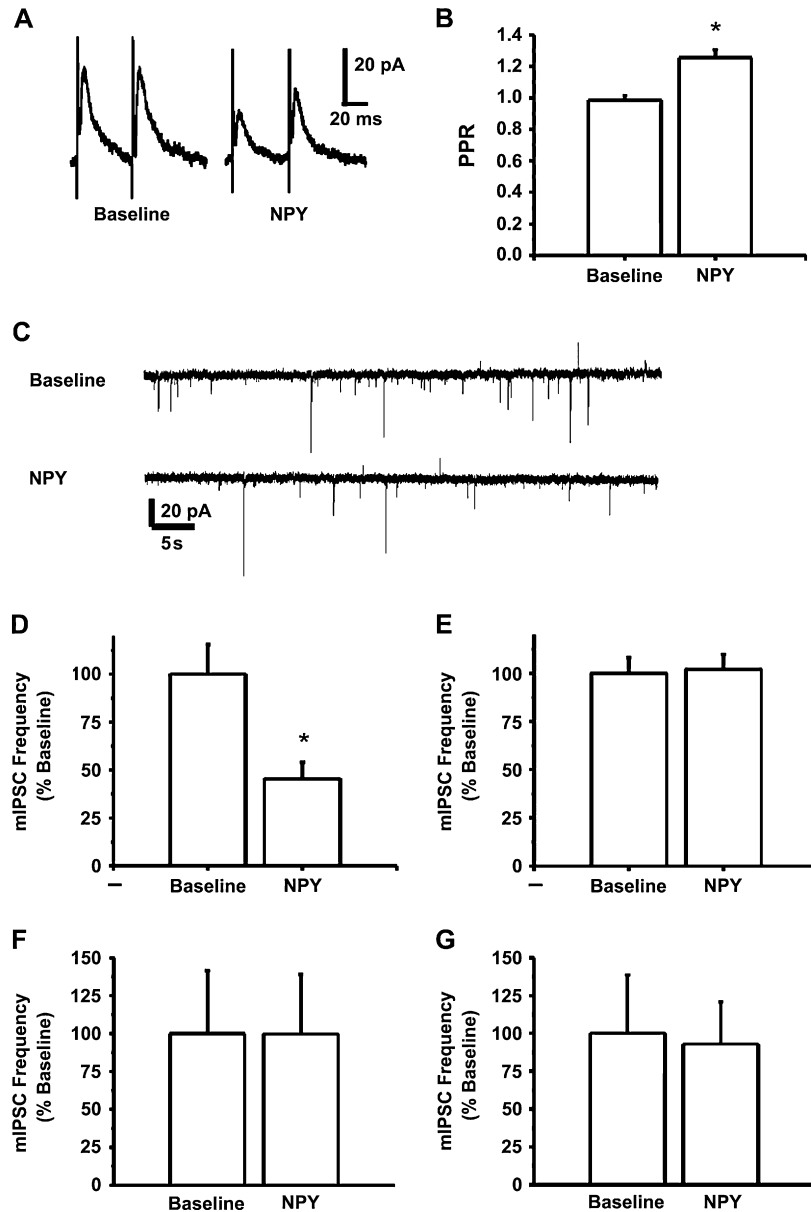 A
20 pA
20 ms
Baseline
NPY
B
PPR
1.4
1.2
1.0
0.8
0.6
0.4
0.2
0.0
Baseline
NPY
*
C
Baseline
NPY
20 pA
5s
D
mIPSC Frequency
(% Baseline)
100
75
50
25
0
*
Baseline
NPY
E
mIPSC Frequency
(% Baseline)
100
75
50
25
0
Baseline
NPY
F
mIPSC Frequency
(% Baseline)
150
125
100
75
50
25
0
Baseline
NPY
G
mIPSC Frequency
(% Baseline)
150
125
100
75
50
25
0
Baseline
NPY